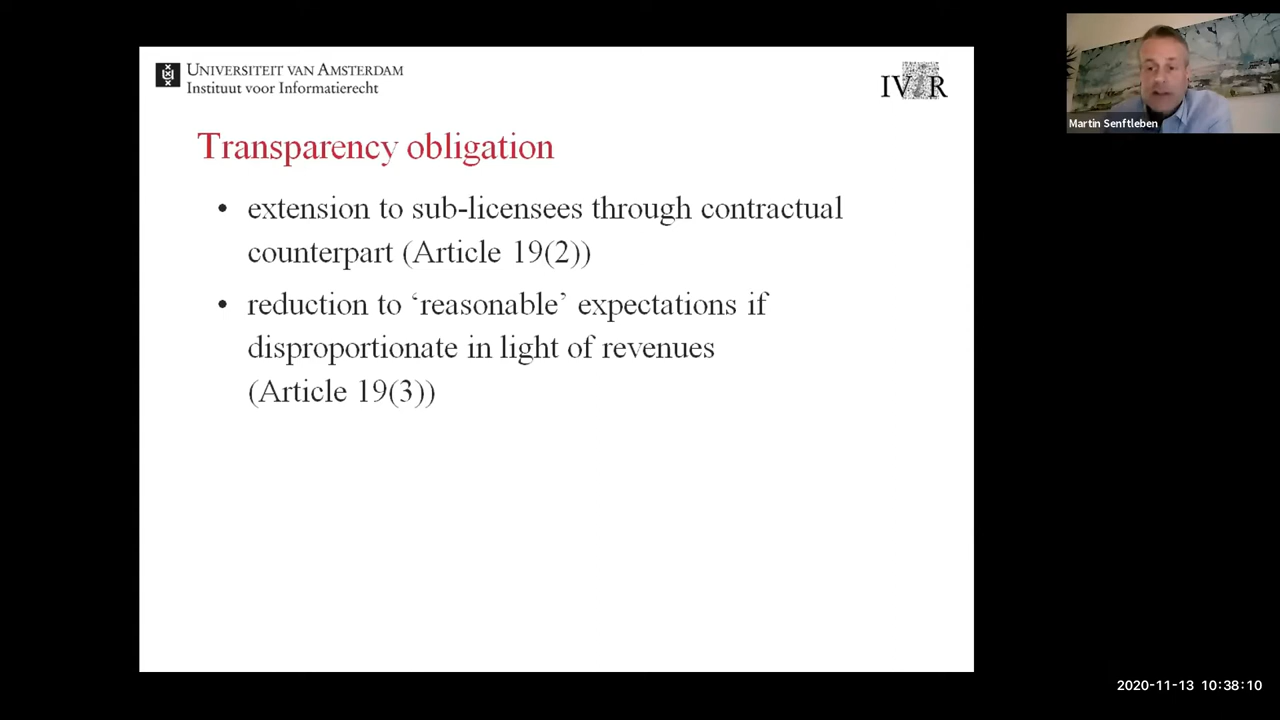 UNIVERSITEIT VAN AMSTERDAM
Instituut voor Informatierecht
IViR
Transparency obligation
• extension to sub-licensees through contractual
counterpart (Article 19(2))
• reduction to ‘reasonable’ expectations if
disproportionate in light of revenues
(Article 19(3))
Martin Senftleben
2020-11-13 10:38:10